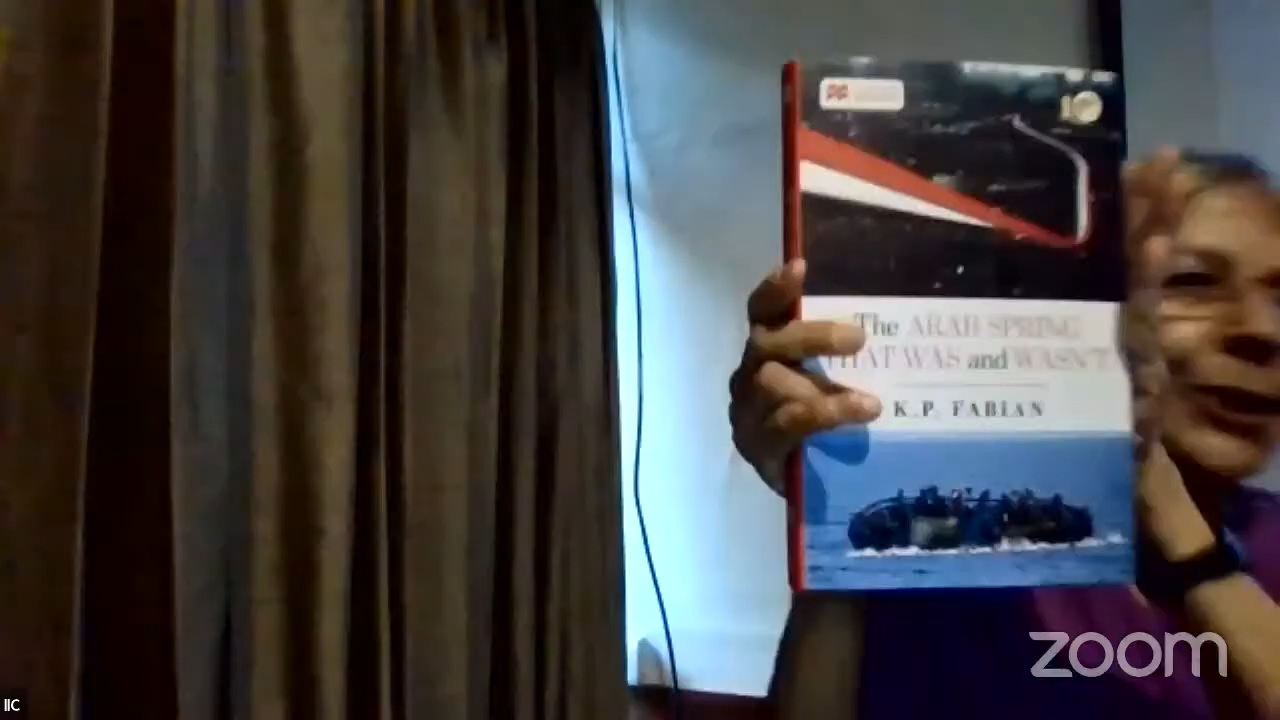 The ARAB SPRING
THAT WAS and WASN'T
K.P. FABIAN
zoom
IIC